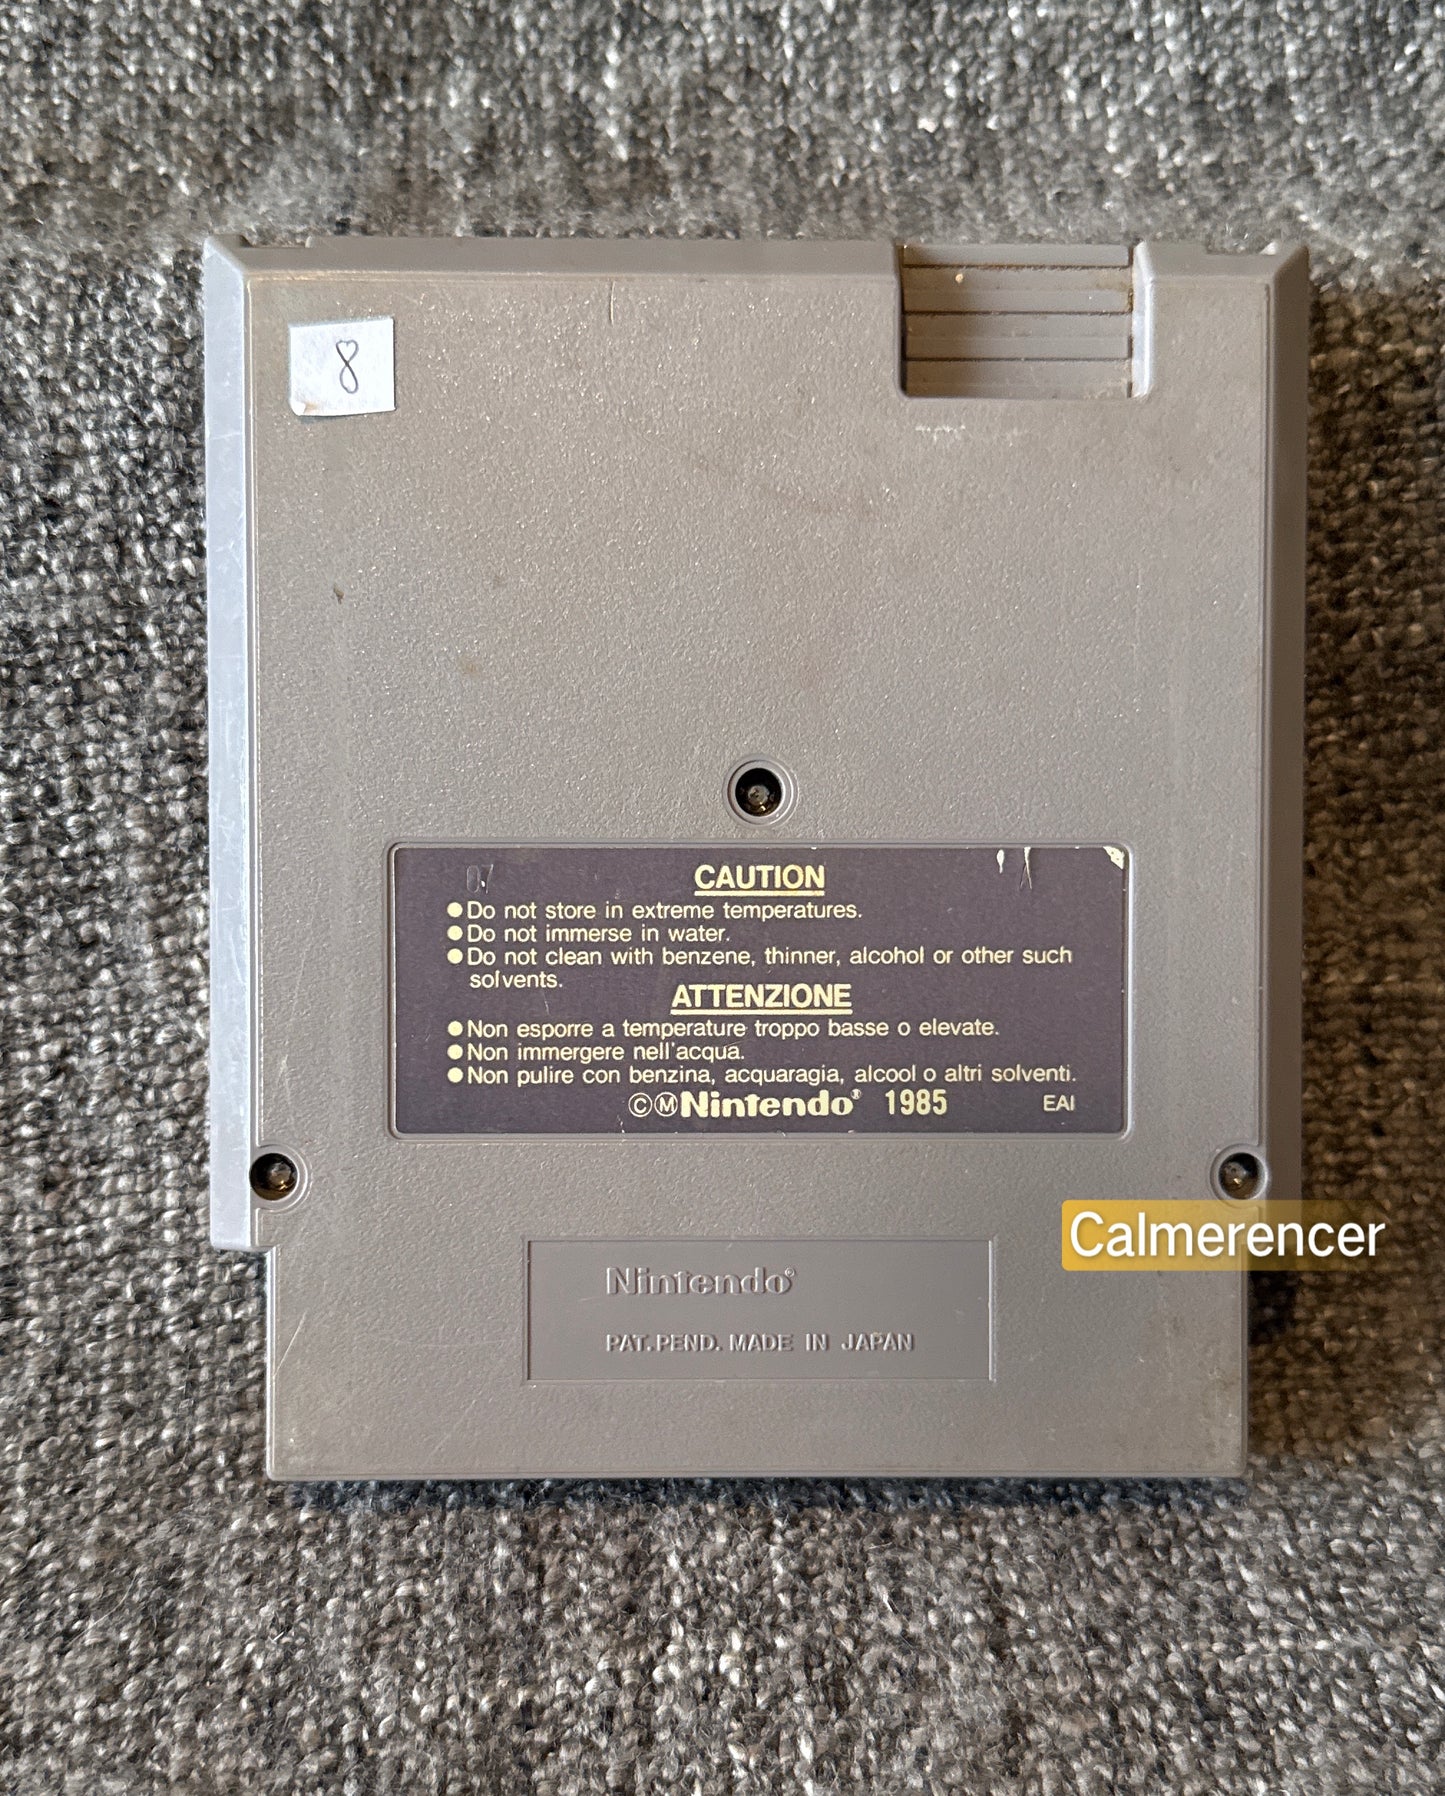 8
07
CAUTION
●Do not store in extreme temperatures.
●Do not immerse in water.
●Do not clean with benzene, thinner, alcohol or other such
solvents.
ATTENZIONE
●Non esporre a temperature troppo basse o elevate.
●Non immergere nell'acqua.
●Non pulire con benzina, acquaragia, alcool o altri solventi.
©ⓂNintendo® 1985 EAI
Calmerencer
Nintendo®
PAT. PEND. MADE IN JAPAN